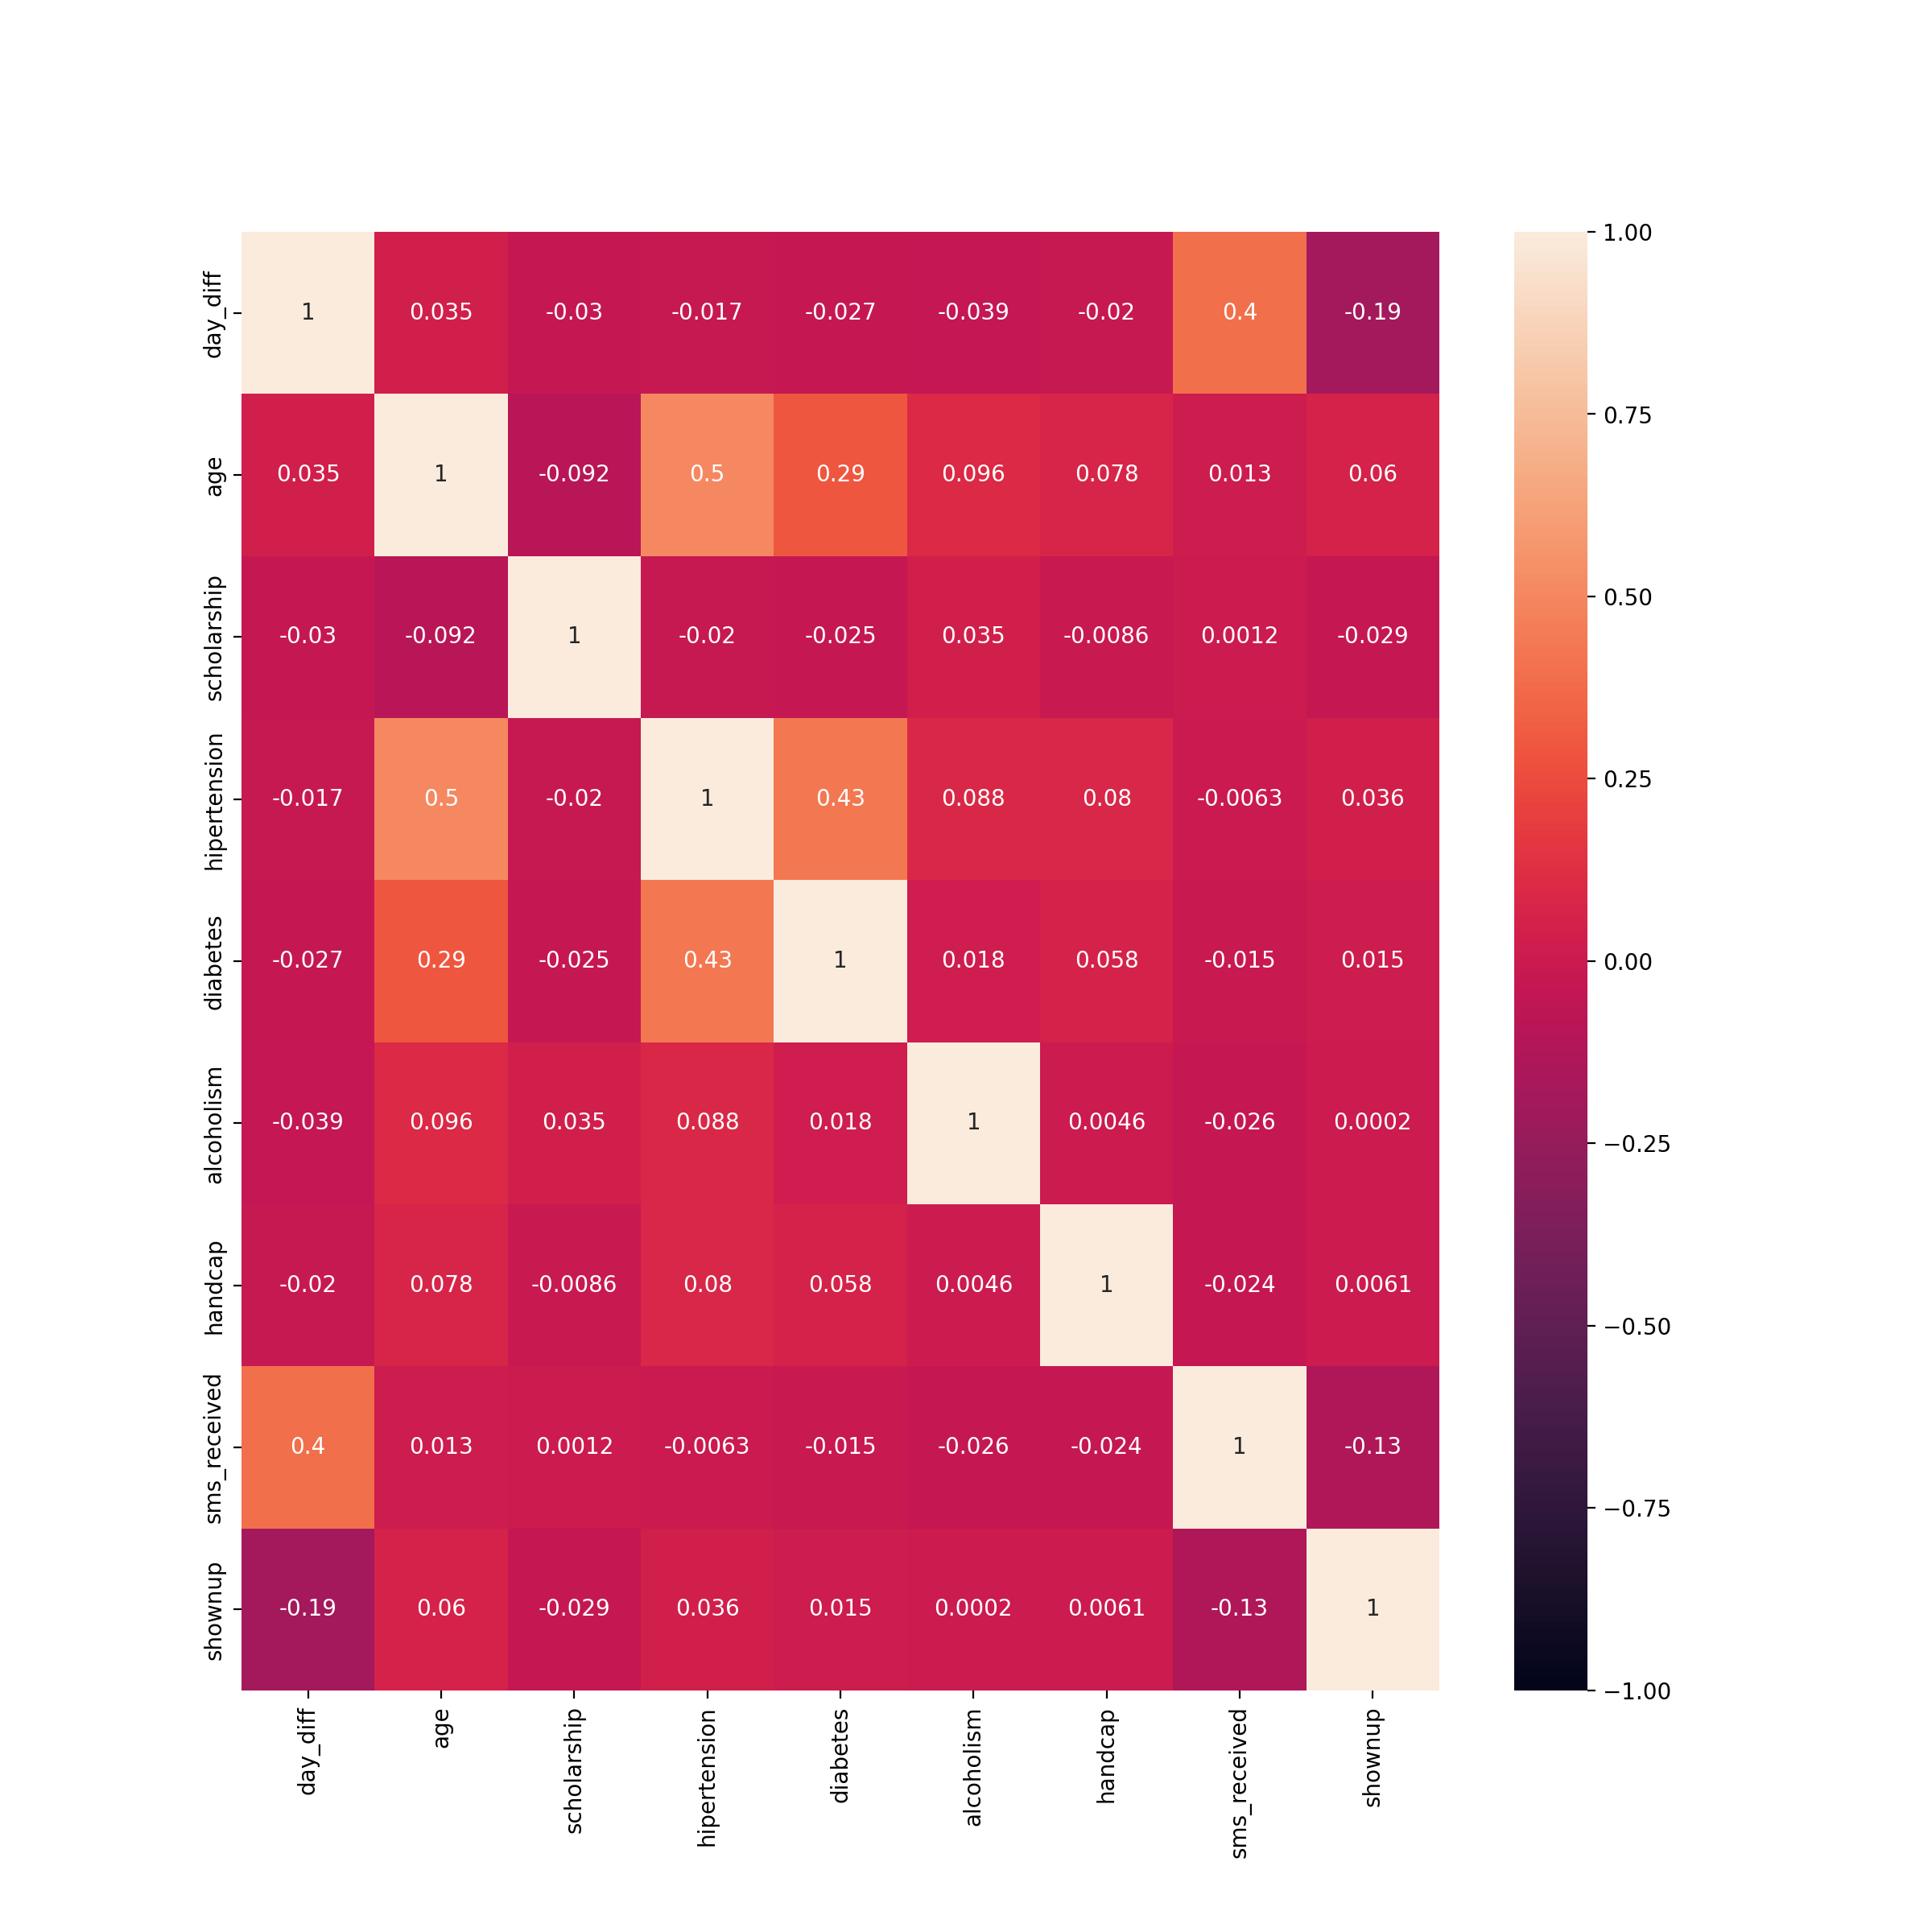 day_diff 1 0.035 -0.03 -0.017 -0.027 -0.039 -0.02 0.4 -0.19
age 0.035 1 -0.092 0.5 0.29 0.096 0.078 0.013 0.06
scholarship -0.03 -0.092 1 -0.02 -0.025 0.035 -0.0086 0.0012 -0.029
hipertension -0.017 0.5 -0.02 1 0.43 0.088 0.08 -0.0063 0.036
diabetes -0.027 0.29 -0.025 0.43 1 0.018 0.058 -0.015 0.015
alcoholism -0.039 0.096 0.035 0.088 0.018 1 0.0046 -0.026 0.0002
handcap -0.02 0.078 -0.0086 0.08 0.058 0.0046 1 -0.024 0.0061
sms_received 0.4 0.013 0.0012 -0.0063 -0.015 -0.026 -0.024 1 -0.13
shownup -0.19 0.06 -0.029 0.036 0.015 0.0002 0.0061 -0.13 1
day_diff age scholarship hipertension diabetes alcoholism handcap sms_received shownup
1.00
0.75
0.50
0.25
0.00
−0.25
−0.50
−0.75
−1.00